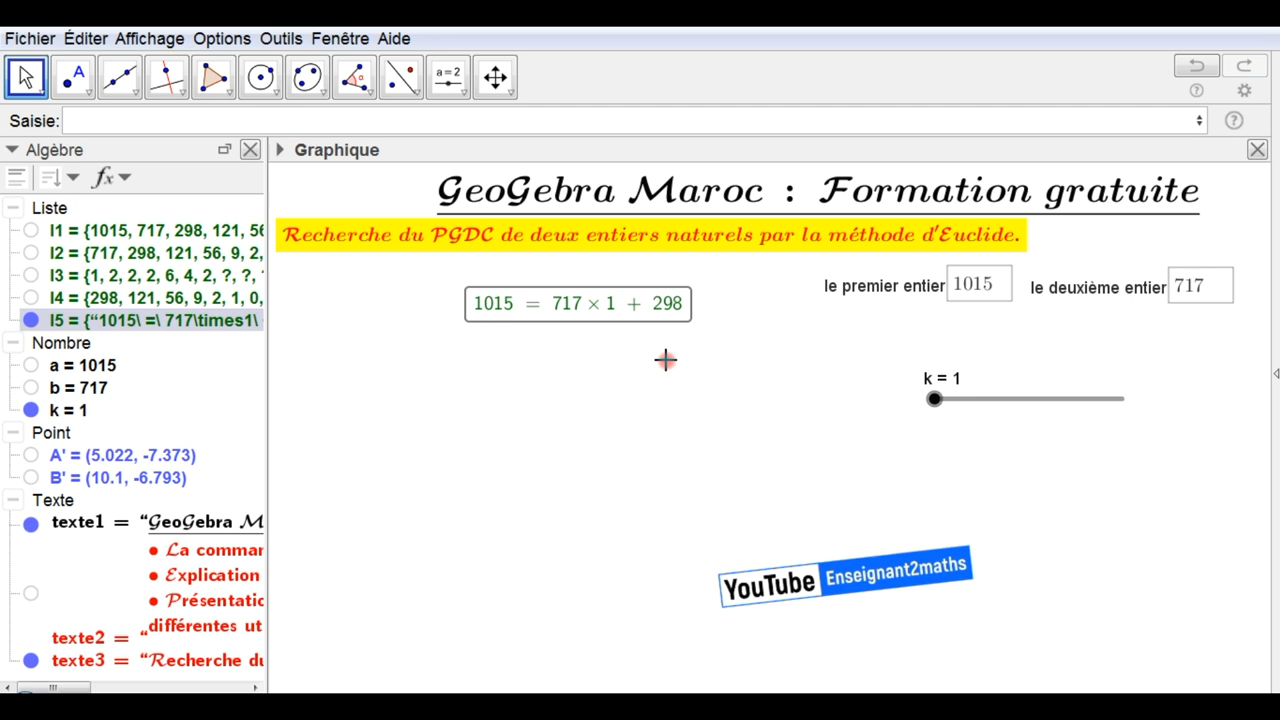 Fichier Éditer Affichage Options Outils Fenêtre Aide
A
a=2
Saisie:
Algèbre
Graphique
fx
Liste
l1 = {1015, 717, 298, 121, 56
l2 = {717, 298, 121, 56, 9, 2,
l3 = {1, 2, 2, 2, 6, 4, 2, ?, ?, ?
l4 = {298, 121, 56, 9, 2, 1, 0,
l5 = {“1015\ =\ 717\times1\
Nombre
a = 1015
b = 717
k = 1
Point
A' = (5.022, -7.373)
B' = (10.1, -6.793)
Texte
texte1 = “GeoGebra M
• La comman
• Explication
• Présentatio
différentes ut
texte2 = “
texte3 = “Recherche du
GeoGebra Maroc : Formation gratuite
Recherche du PGDC de deux entiers naturels par la méthode d'Euclide.
le premier entier 1015 le deuxième entier 717
1015 = 717 × 1 + 298
k = 1
YouTube Enseignant2maths